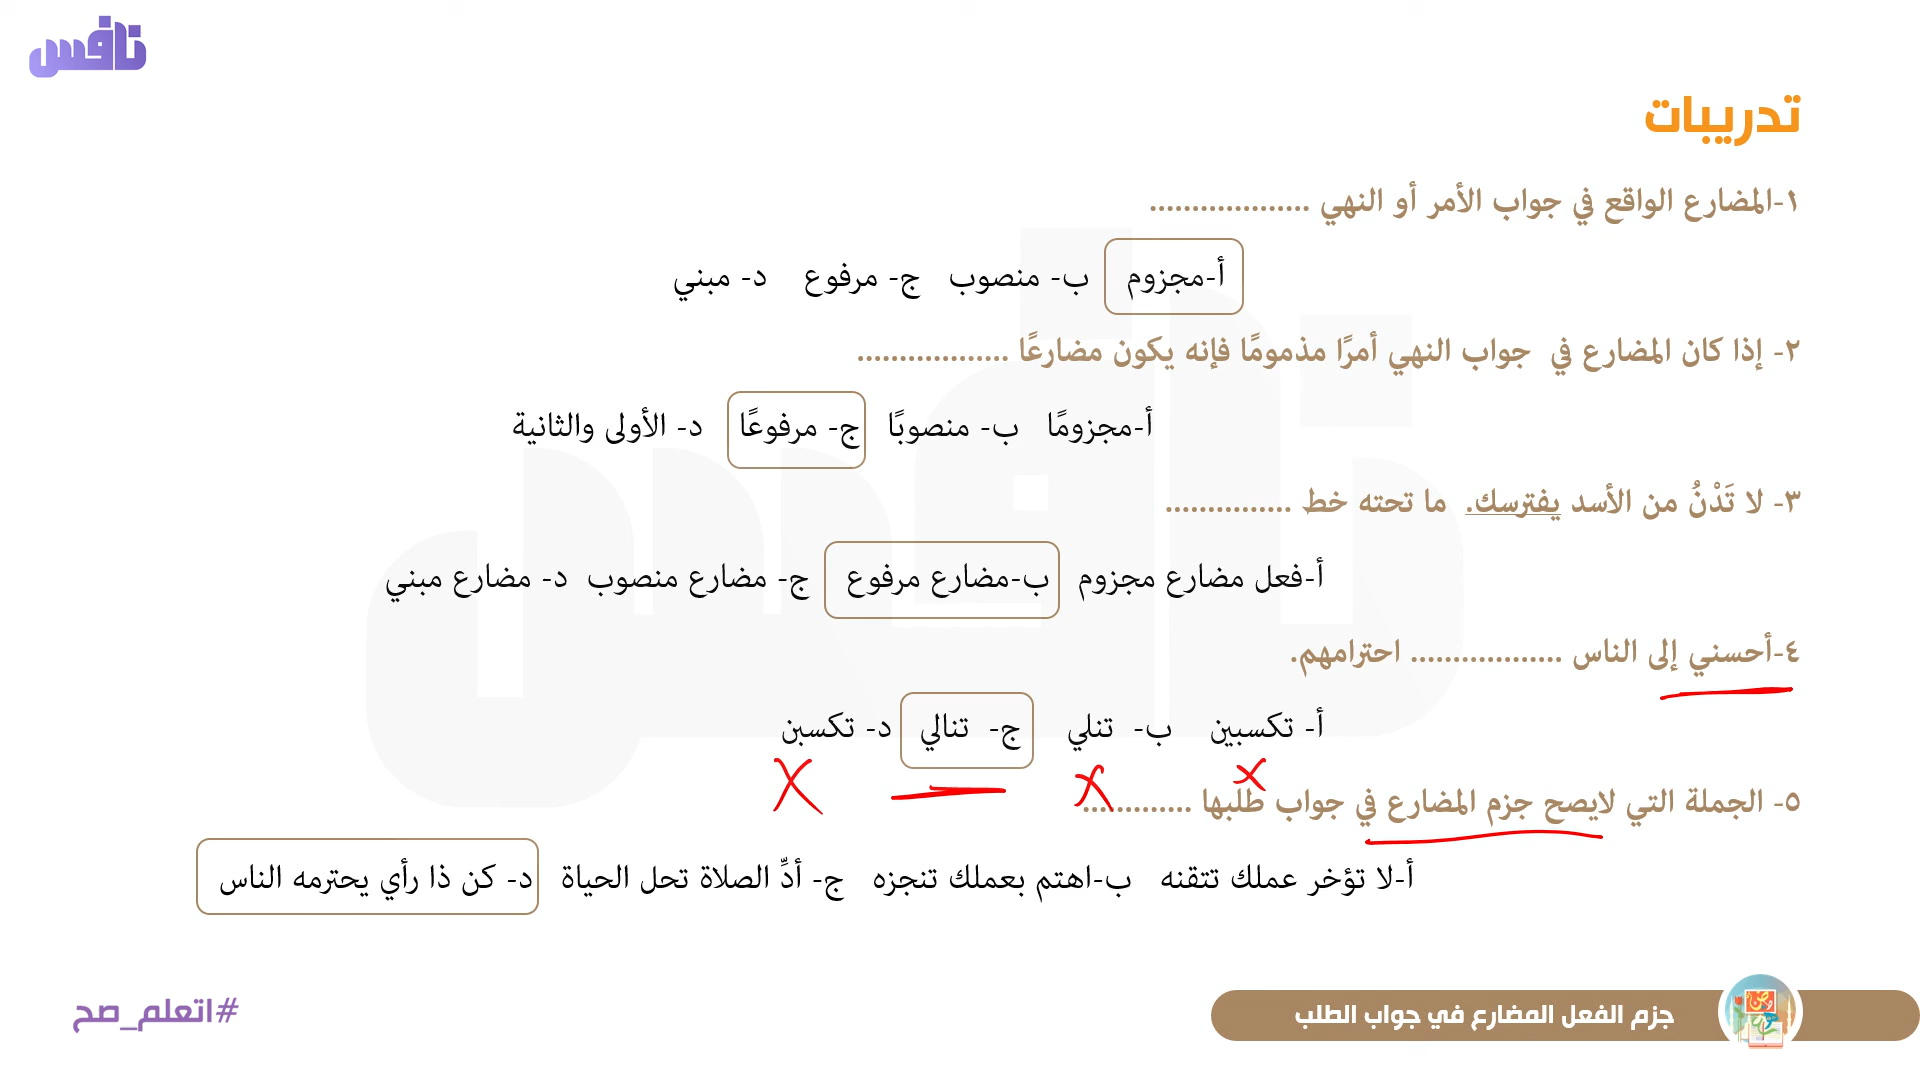 نافس
تدريبات
١-المضارع الواقع في جواب الأمر أو النهي ...................
أ-مجزوم ب- منصوب ج- مرفوع د- مبني
٢- إذا كان المضارع في جواب النهي أمرًا مذمومًا فإنه يكون مضارعًا ..................
أ-مجزومًا ب- منصوبًا ج- مرفوعًا د- الأولى والثانية
٣- لا تَدْنُ من الأسد يفترسك. ما تحته خط ...............
أ-فعل مضارع مجزوم ب-مضارع مرفوع ج- مضارع منصوب د- مضارع مبني
٤-أحسني إلى الناس .................. احترامهم.
أ- تكسبين ب- تنلي ج- تنالي د- تكسبن
٥- الجملة التي لايصح جزم المضارع في جواب طلبها .............
أ-لا تؤخر عملك تتقنه ب-اهتم بعملك تنجزه ج- أدِّ الصلاة تحل الحياة د- كن ذا رأي يحترمه الناس
جزم الفعل المضارع في جواب الطلب
#اتعلم_صح